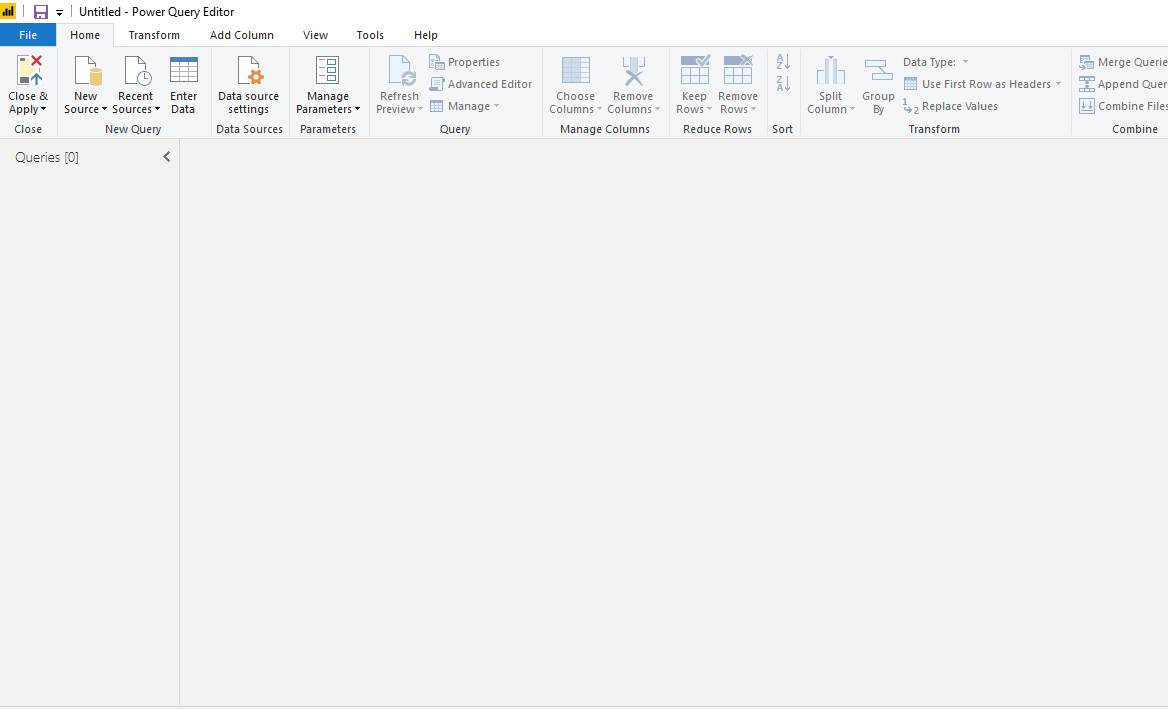 Untitled - Power Query Editor
File Home Transform Add Column View Tools Help
Close & Apply
Close
New Source
Recent Sources
Enter Data
New Query
Data source settings
Data Sources
Manage Parameters
Parameters
Refresh Preview
Properties
Advanced Editor
Manage
Query
Choose Columns
Remove Columns
Manage Columns
Keep Rows
Remove Rows
Reduce Rows
A
Z
Z
A
Sort
Split Column
Group By
Data Type:
Use First Row as Headers
1
2
Replace Values
Transform
Merge Querie
Append Quer
Combine Files
Combine
Queries [0]